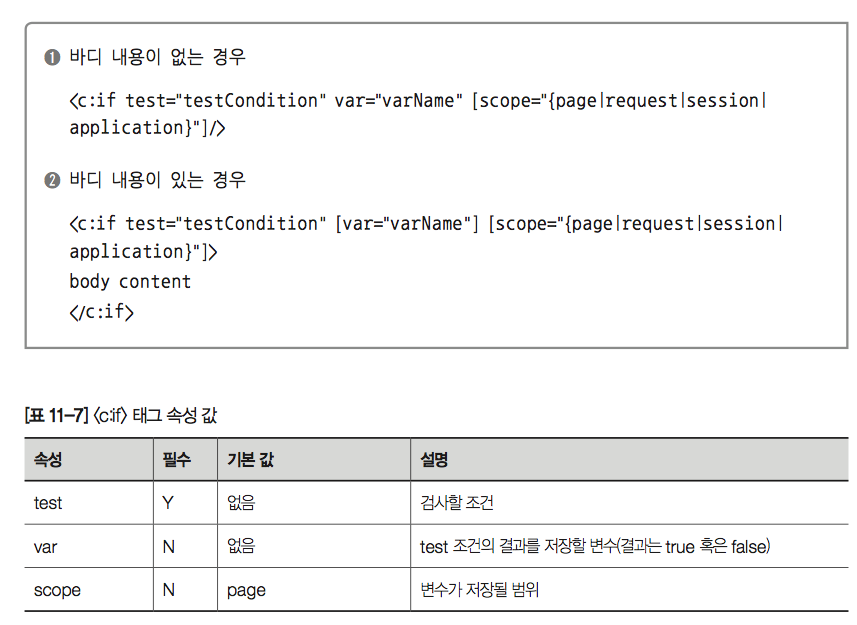 ❶ 바디 내용이 없는 경우
<c:if test="testCondition" var="varName" [scope="{page|request|session|
application}"]/>
❷ 바디 내용이 있는 경우
<c:if test="testCondition" [var="varName"] [scope="{page|request|session|
application}"]>
body content
</c:if>
[표 11-7] <c:if> 태그 속성 값
속성 필수 기본 값 설명
test Y 없음 검사할 조건
var N 없음 test 조건의 결과를 저장할 변수(결과는 true 혹은 false)
scope N page 변수가 저장될 범위